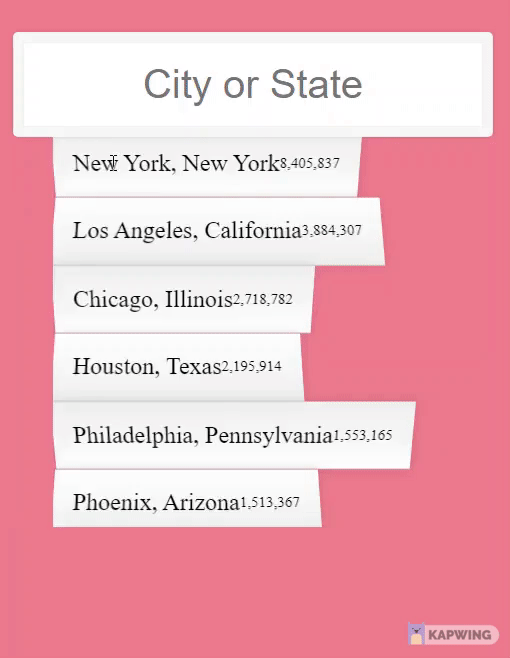 City or State
New York, New York8,405,837
Los Angeles, California3,884,307
Chicago, Illinois2,718,782
Houston, Texas2,195,914
Philadelphia, Pennsylvania1,553,165
Phoenix, Arizona1,513,367
KAPWING